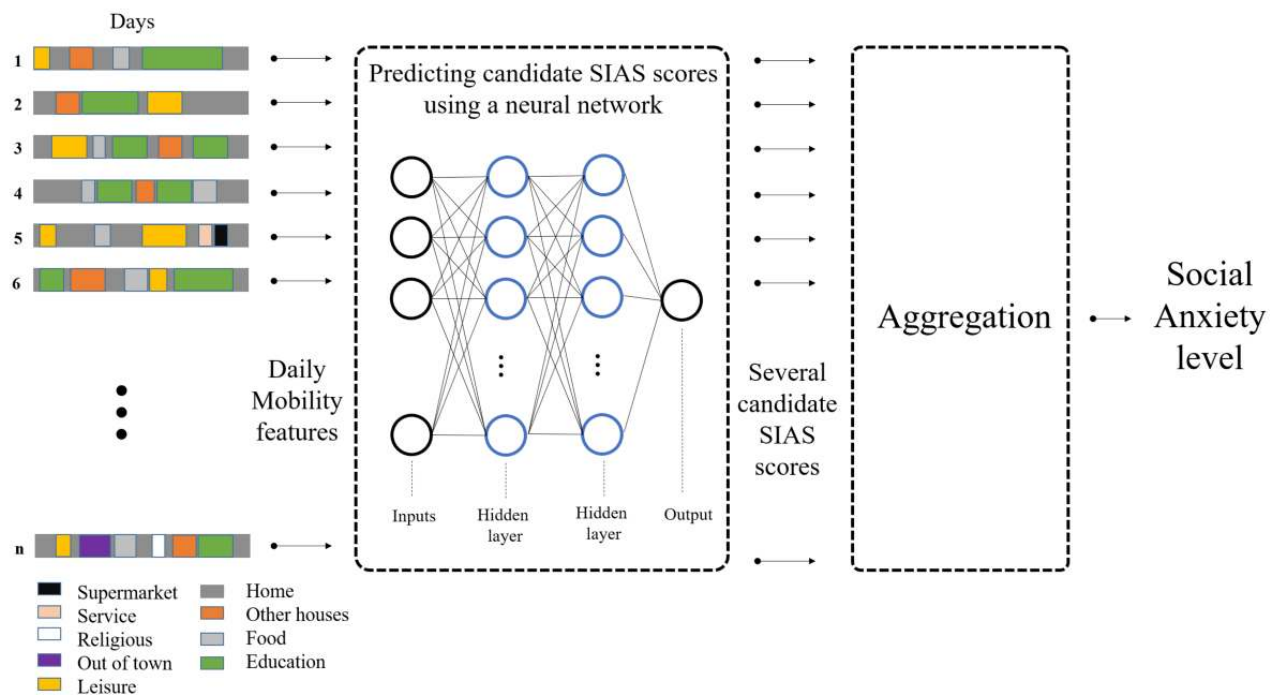 Days
1
2
3
4
5
6
n
Daily
Mobility
features
Predicting candidate SIAS scores
using a neural network
Inputs
Hidden
layer
Hidden
layer
Output
Several
candidate
SIAS
scores
Aggregation
Social
Anxiety
level
Supermarket
Service
Religious
Out of town
Leisure
Home
Other houses
Food
Education